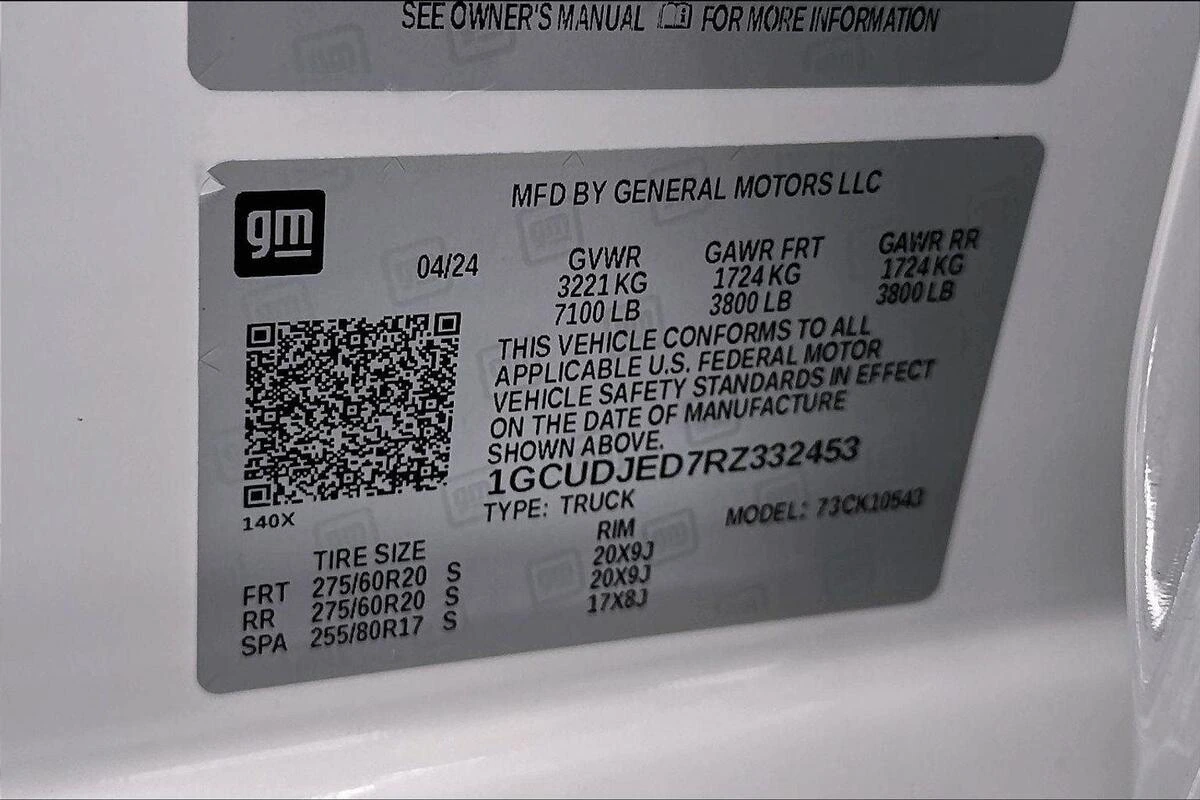 SEE OWNER'S MANUAL FOR MORE INFORMATION
gm
MFD BY GENERAL MOTORS LLC
04/24
GVWR GAWR FRT GAWR RR
3221 KG 1724 KG 1724 KG
7100 LB 3800 LB 3800 LB
THIS VEHICLE CONFORMS TO ALL
APPLICABLE U.S. FEDERAL MOTOR
VEHICLE SAFETY STANDARDS IN EFFECT
ON THE DATE OF MANUFACTURE
SHOWN ABOVE.
1GCUDJED7RZ332453
TYPE: TRUCK MODEL: 73CK10543
140X
TIRE SIZE RIM
FRT 275/60R20 S 20X9J
RR 275/60R20 S 20X9J
SPA 255/80R17 S 17X8J